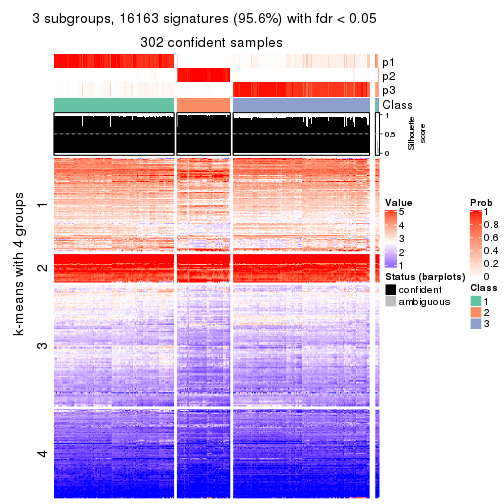 3 subgroups, 16163 signatures (95.6%) with fdr < 0.05
302 confident samples
p1
p2
p3
Class
1
0.5
0
Silhouette
score
k-means with 4 groups
1
2
3
4
Value
5
4
3
2
1
Status (barplots)
confident
ambiguous
Prob
1
0.8
0.6
0.4
0.2
0
Class
1
2
3